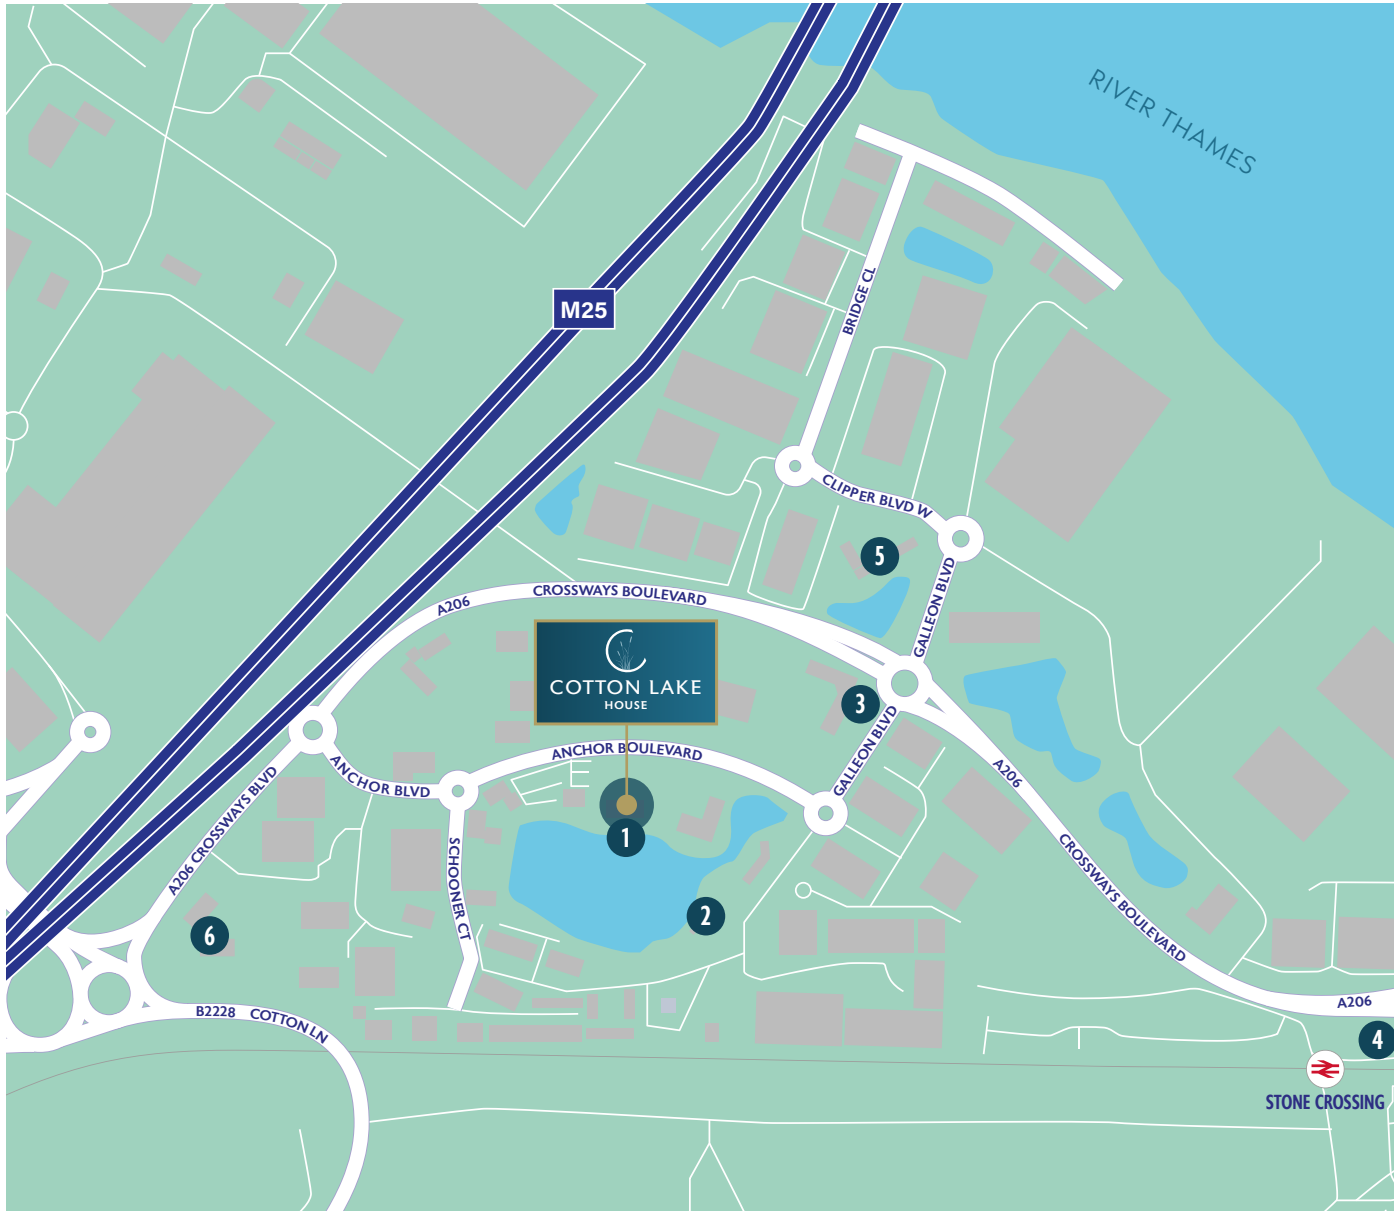 RIVER THAMES
M25
BRIDGE CL
CLIPPER BLVD W
5
GALLEON BLVD
CROSSWAYS BOULEVARD
A206
COTTON LAKE
HOUSE
3
GALLEON BLVD
ANCHOR BOULEVARD
ANCHOR BLVD
A206
A206 CROSSWAYS BLVD
1
SCHOONER CT
CROSSWAYS BOULEVARD
2
6
A206
B2228 COTTON LN
4
STONE CROSSING